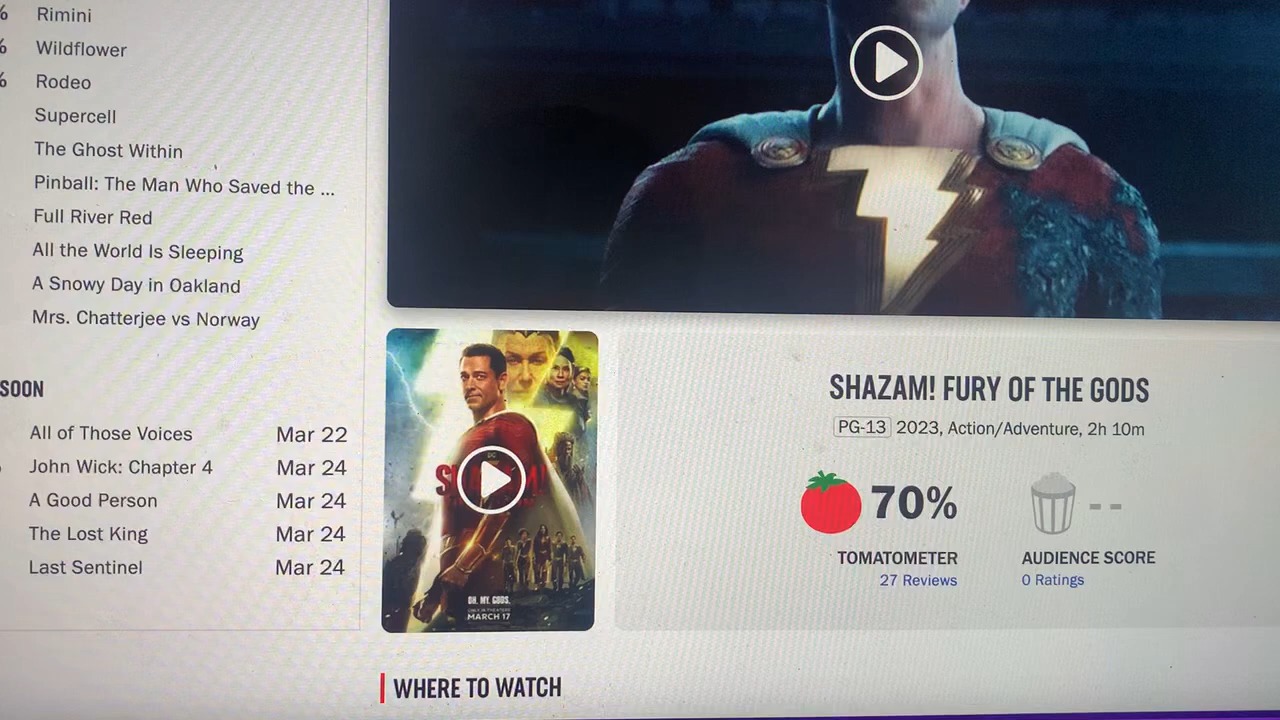 %
Rimini
%
Wildflower
%
Rodeo
Supercell
The Ghost Within
Pinball: The Man Who Saved the ...
Full River Red
All the World Is Sleeping
A Snowy Day in Oakland
Mrs. Chatterjee vs Norway
SOON
All of Those Voices Mar 22
John Wick: Chapter 4 Mar 24
A Good Person Mar 24
The Lost King Mar 24
Last Sentinel Mar 24
DC
OH. MY. GODS.
ONLY IN THEATERS
MARCH 17
SHAZAM! FURY OF THE GODS
PG-13 2023, Action/Adventure, 2h 10m
70% --
TOMATOMETER AUDIENCE SCORE
27 Reviews 0 Ratings
WHERE TO WATCH